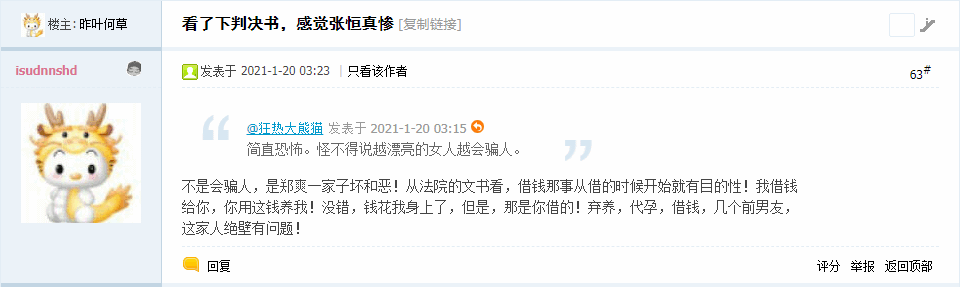 楼主:昨叶何草
看了下判决书，感觉张恒真惨 [复制链接]
isudnnshd
发表于 2021-1-20 03:23 | 只看该作者
63#
@狂热大熊猫 发表于 2021-1-20 03:15
简直恐怖。怪不得说越漂亮的女人越会骗人。
不是会骗人，是郑爽一家子坏和恶！从法院的文书看，借钱那事从借的时候开始就有目的性！我借钱
给你，你用这钱养我！没错，钱花我身上了，但是，那是你借的！弃养，代孕，借钱，几个前男友，
这家人绝壁有问题！
回复
评分 举报 返回顶部